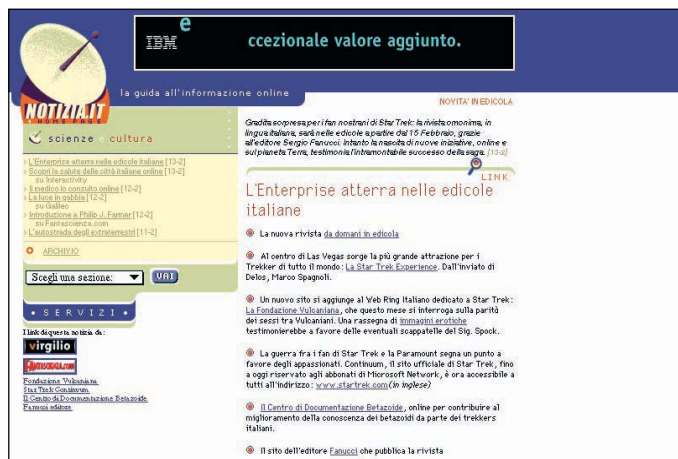 IBM
e
ccezionale valore aggiunto.
la guida all'informazione online
NOTIZIA.IT
HOME PAGE
scienze e cultura
L'Enterprise atterra nelle edicole italiane [13-2]
Scopri la salute delle città italiane online [13-2]
su Interactivity
Il medico lo consulto online [12-2]
La luce in gabbia [12-2]
su Galileo
Introduzione a Philip J. Farmer [12-2]
su Fantascienza.com
L'autostrada degli extraterrestri [11-2]
ARCHIVIO
Scegli una sezione:
VAI
SERVIZI
I link di questa notizia da:
virgilio
FANTASCIENZA.COM
Fondazione Vulcaniana
Star Trek Continuum
Il Centro di Documentazione Betazoide
Fanucci editore
NOVITA' IN EDICOLA
Gradita sorpresa per i fan nostrani di Star Trek: la rivista omonima, in
lingua italiana, sarà nelle edicole a partire dal 15 Febbraio, grazie
all'editore Sergio Fanucci. Intanto la nascita di nuove iniziative, online e
sul pianeta Terra, testimonia l'intramontabile successo della saga. [13-2]
LINK
L'Enterprise atterra nelle edicole
italiane
La nuova rivista da domani in edicola
Al centro di Las Vegas sorge la più grande attrazione per i
Trekker di tutto il mondo: La Star Trek Experience. Dall'inviato di
Delos, Marco Spagnoli.
Un nuovo sito si aggiunge al Web Ring Italiano dedicato a Star Trek:
La Fondazione Vulcaniana, che questo mese si interroga sulla parità
dei sessi tra Vulcaniani. Una rassegna di immagini erotiche
testimonierebbe a favore delle eventuali scappatelle del Sig. Spock.
La guerra fra i fan di Star Trek e la Paramount segna un punto a
favore degli appassionati. Continuum, il sito ufficiale di Star Trek, fino
a oggi riservato agli abbonati di Microsoft Network, è ora accessibile a
tutti all'indirizzo: www.startrek.com (in inglese)
Il Centro di Documentazione Betazoide, online per contribuire al
miglioramento della conoscenza dei betazoidi da parte dei trekkers
italiani.
Il sito dell'editore Fanucci che pubblica la rivista